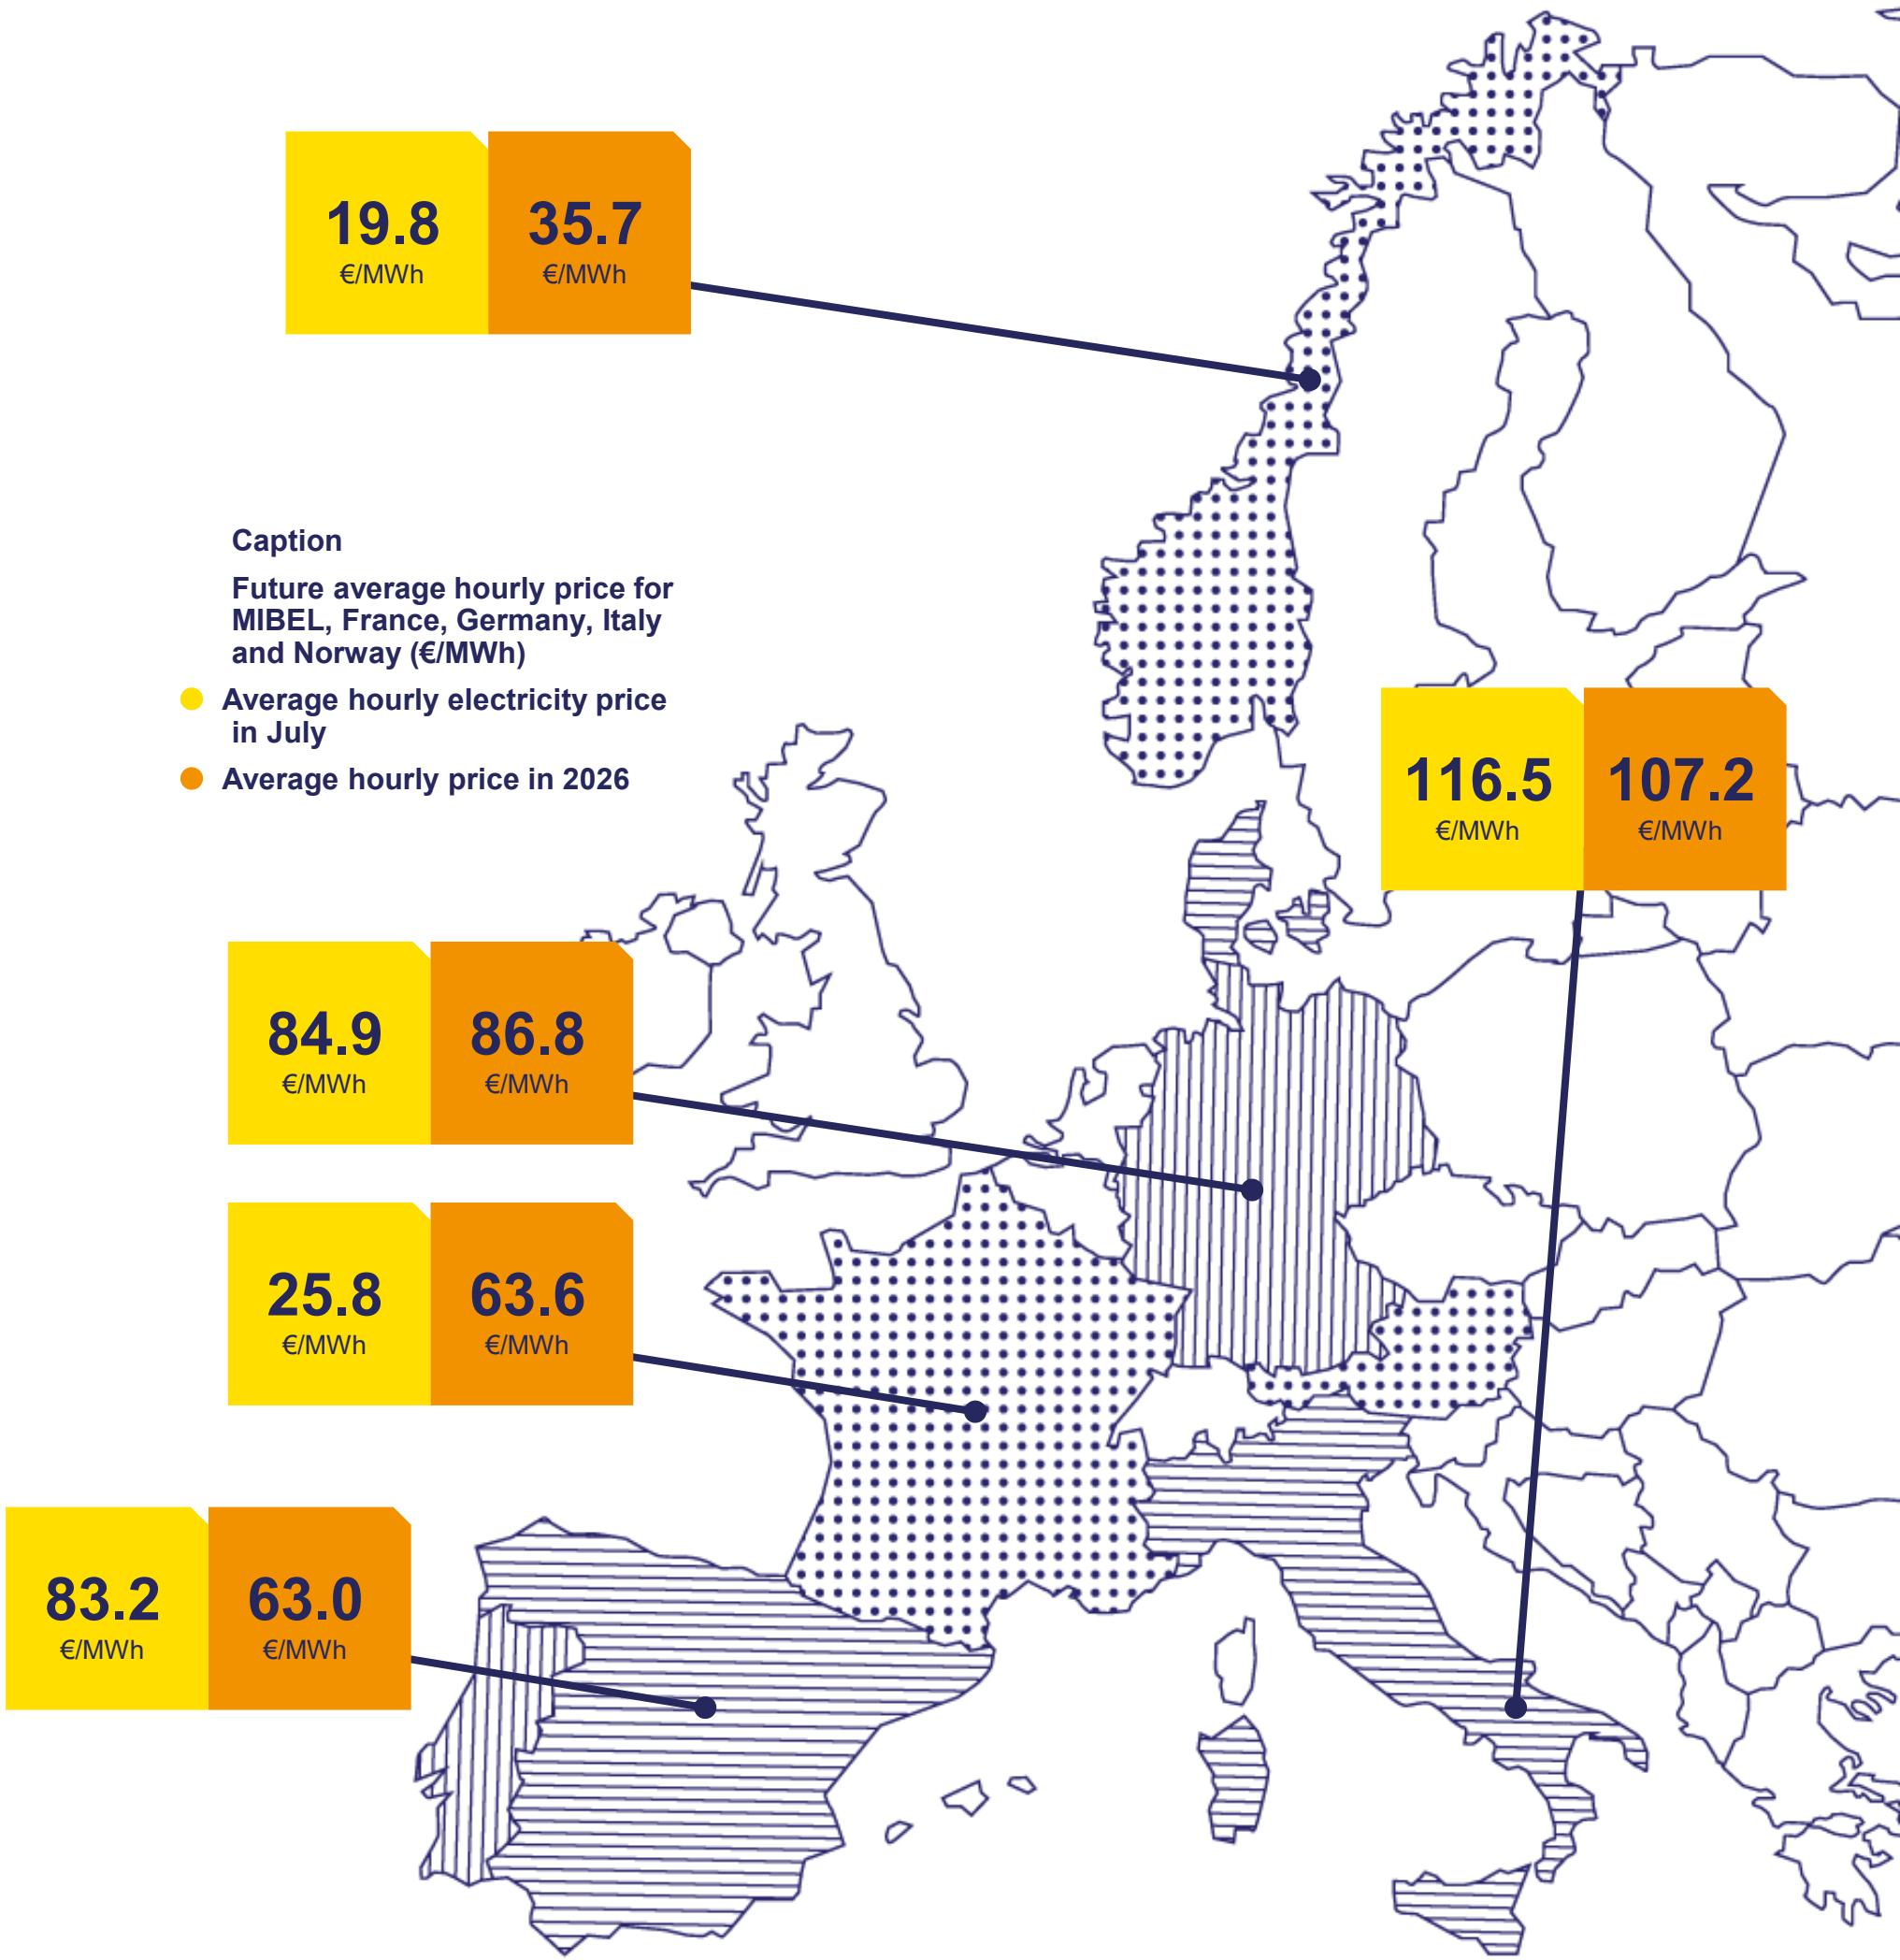 19.8
€/MWh
35.7
€/MWh
Caption
Future average hourly price for
MIBEL, France, Germany, Italy
and Norway (€/MWh)
Average hourly electricity price
in July
Average hourly price in 2026
116.5
€/MWh
107.2
€/MWh
84.9
€/MWh
86.8
€/MWh
25.8
€/MWh
63.6
€/MWh
83.2
€/MWh
63.0
€/MWh